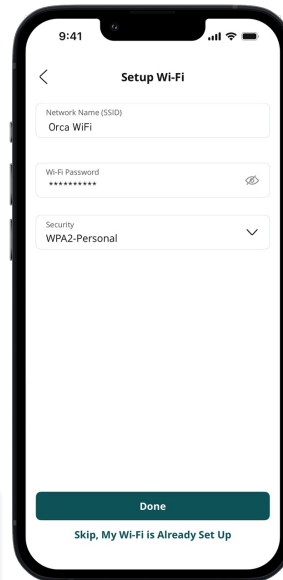 9:41
Setup Wi-Fi
Network Name (SSID)
Orca WiFi
Wi-Fi Password
**********
Security
WPA2-Personal
Done
Skip, My Wi-Fi is Already Set Up